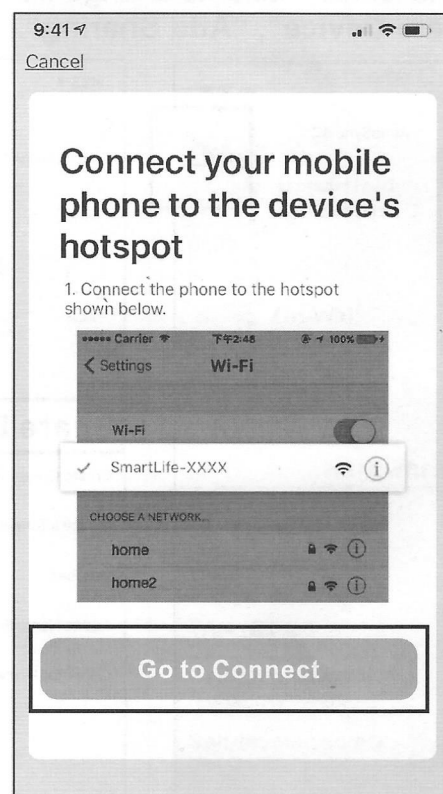 9:41
Cancel
Connect your mobile
phone to the device's
hotspot
1. Connect the phone to the hotspot
shown below.
Carrier 下午2:48 100%
Settings Wi-Fi
Wi-Fi
SmartLife-XXXX
CHOOSE A NETWORK...
home
home2
Go to Connect